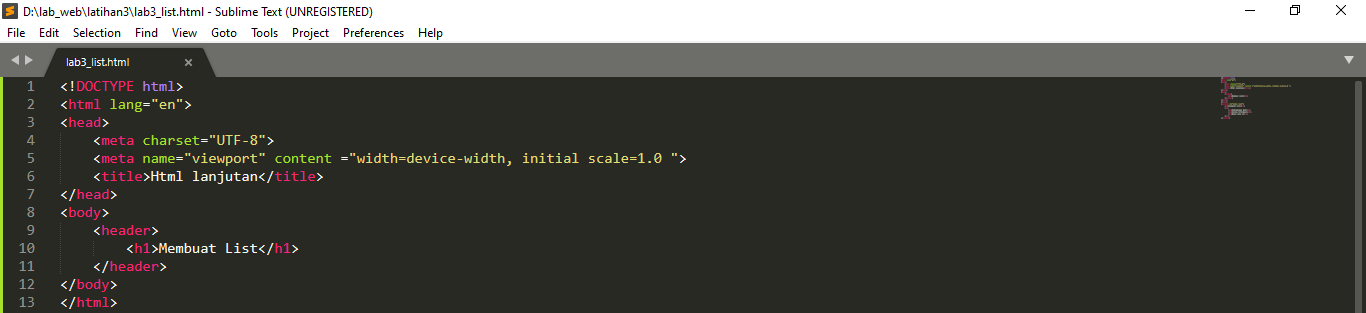 D:\lab_web\latihan3\lab3_list.html - Sublime Text (UNREGISTERED)
File Edit Selection Find View Goto Tools Project Preferences Help
lab3_list.html
1 <!DOCTYPE html>
2 <html lang="en">
3 <head>
4 <meta charset="UTF-8">
5 <meta name="viewport" content ="width=device-width, initial scale=1.0 ">
6 <title>Html lanjutan</title>
7 </head>
8 <body>
9 <header>
10 <h1>Membuat List</h1>
11 </header>
12 </body>
13 </html>